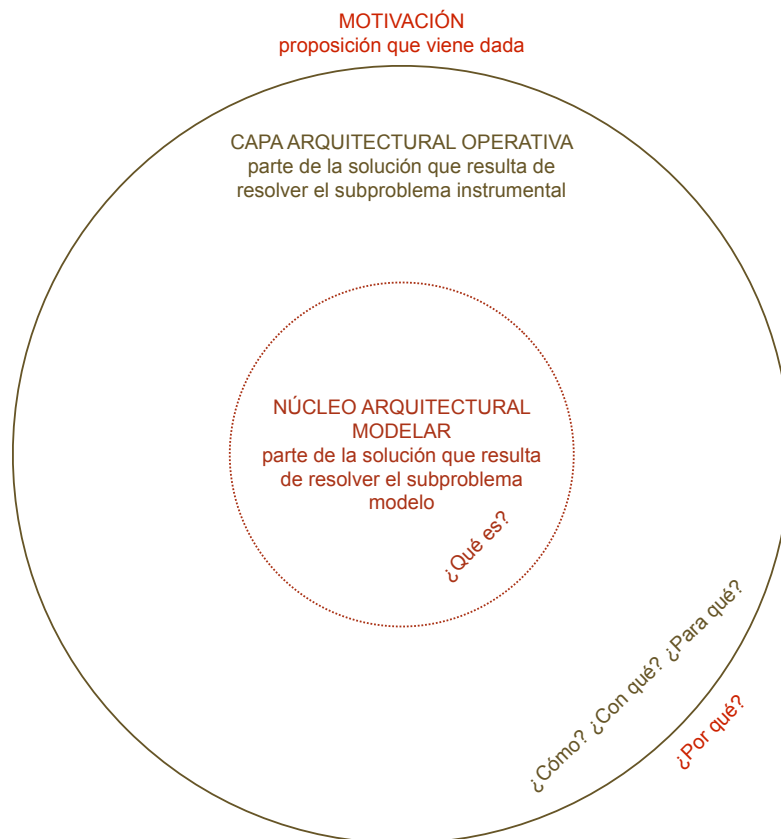 MOTIVACIÓN
proposición que viene dada
CAPA ARQUITECTURAL OPERATIVA
parte de la solución que resulta de
resolver el subproblema instrumental
NÚCLEO ARQUITECTURAL
MODELAR
parte de la solución que resulta
de resolver el subproblema
modelo
¿Qué es?
¿Cómo? ¿Con qué? ¿Para qué?
¿Por qué?